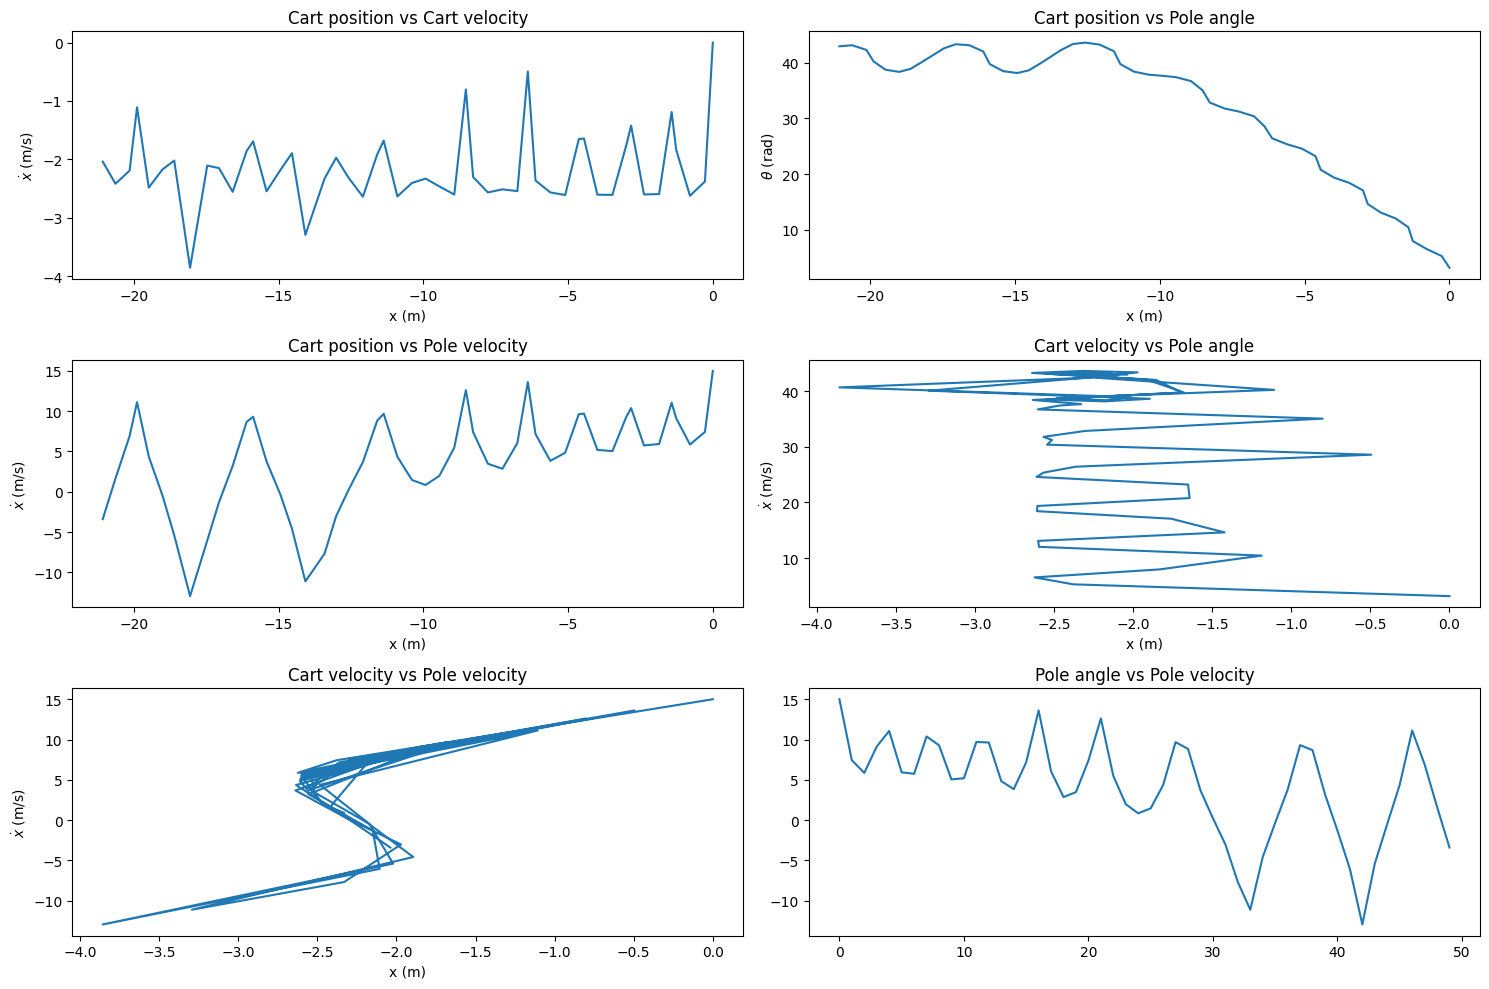 Cart position vs Cart velocity
0
−1
−2
−3
−4
ẋ (m/s)
−20 −15 −10 −5 0
x (m)
Cart position vs Pole angle
40
30
20
10
θ (rad)
−20 −15 −10 −5 0
x (m)
Cart position vs Pole velocity
15
10
5
0
−5
−10
ẋ (m/s)
−20 −15 −10 −5 0
x (m)
Cart velocity vs Pole angle
40
30
20
10
ẋ (m/s)
−4.0 −3.5 −3.0 −2.5 −2.0 −1.5 −1.0 −0.5 0.0
x (m)
Cart velocity vs Pole velocity
15
10
5
0
−5
−10
ẋ (m/s)
−4.0 −3.5 −3.0 −2.5 −2.0 −1.5 −1.0 −0.5 0.0
x (m)
Pole angle vs Pole velocity
15
10
5
0
−5
−10
0 10 20 30 40 50